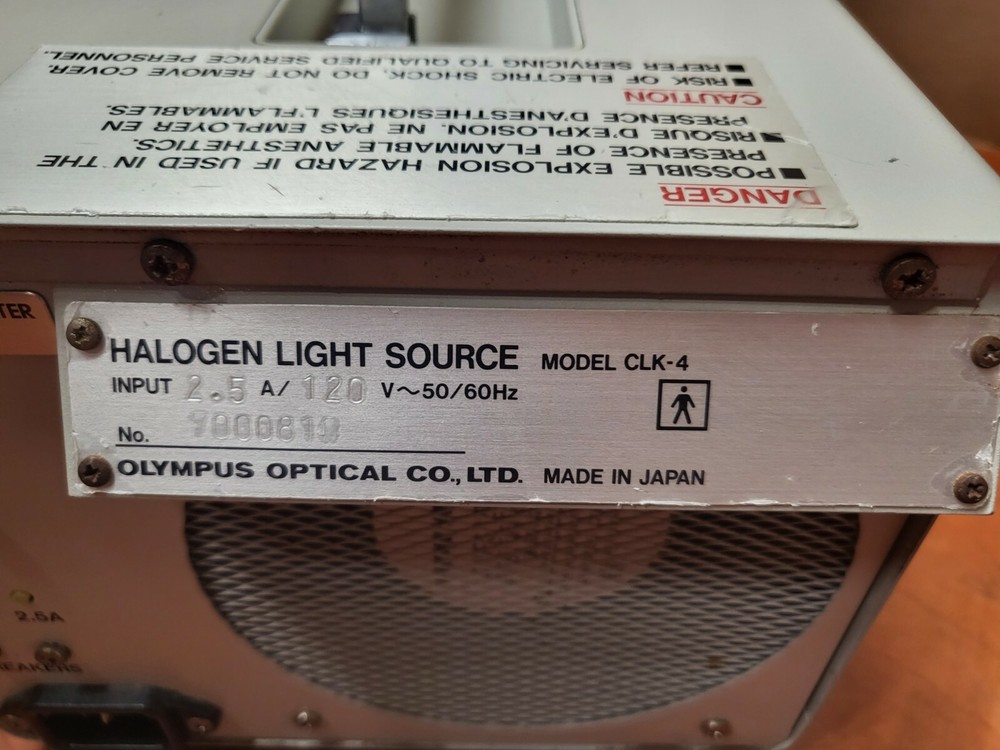 DANGER
■ POSSIBLE EXPLOSION HAZARD IF USED IN THE
PRESENCE OF FLAMMABLE ANESTHETICS.
■ RISQUE D'EXPLOSION. NE PAS EMPLOYER EN
PRESENCE D'ANESTHESIQUES L'FLAMMABLES.
CAUTION
■ RISK OF ELECTRIC SHOCK, DO NOT REMOVE COVER.
■ REFER SERVICING TO QUALIFIED SERVICE PERSONNEL.
TER
HALOGEN LIGHT SOURCE MODEL CLK-4
INPUT 2.5 A/ 120 V~50/60Hz
No.
OLYMPUS OPTICAL CO., LTD. MADE IN JAPAN
2.5A
EAKERS